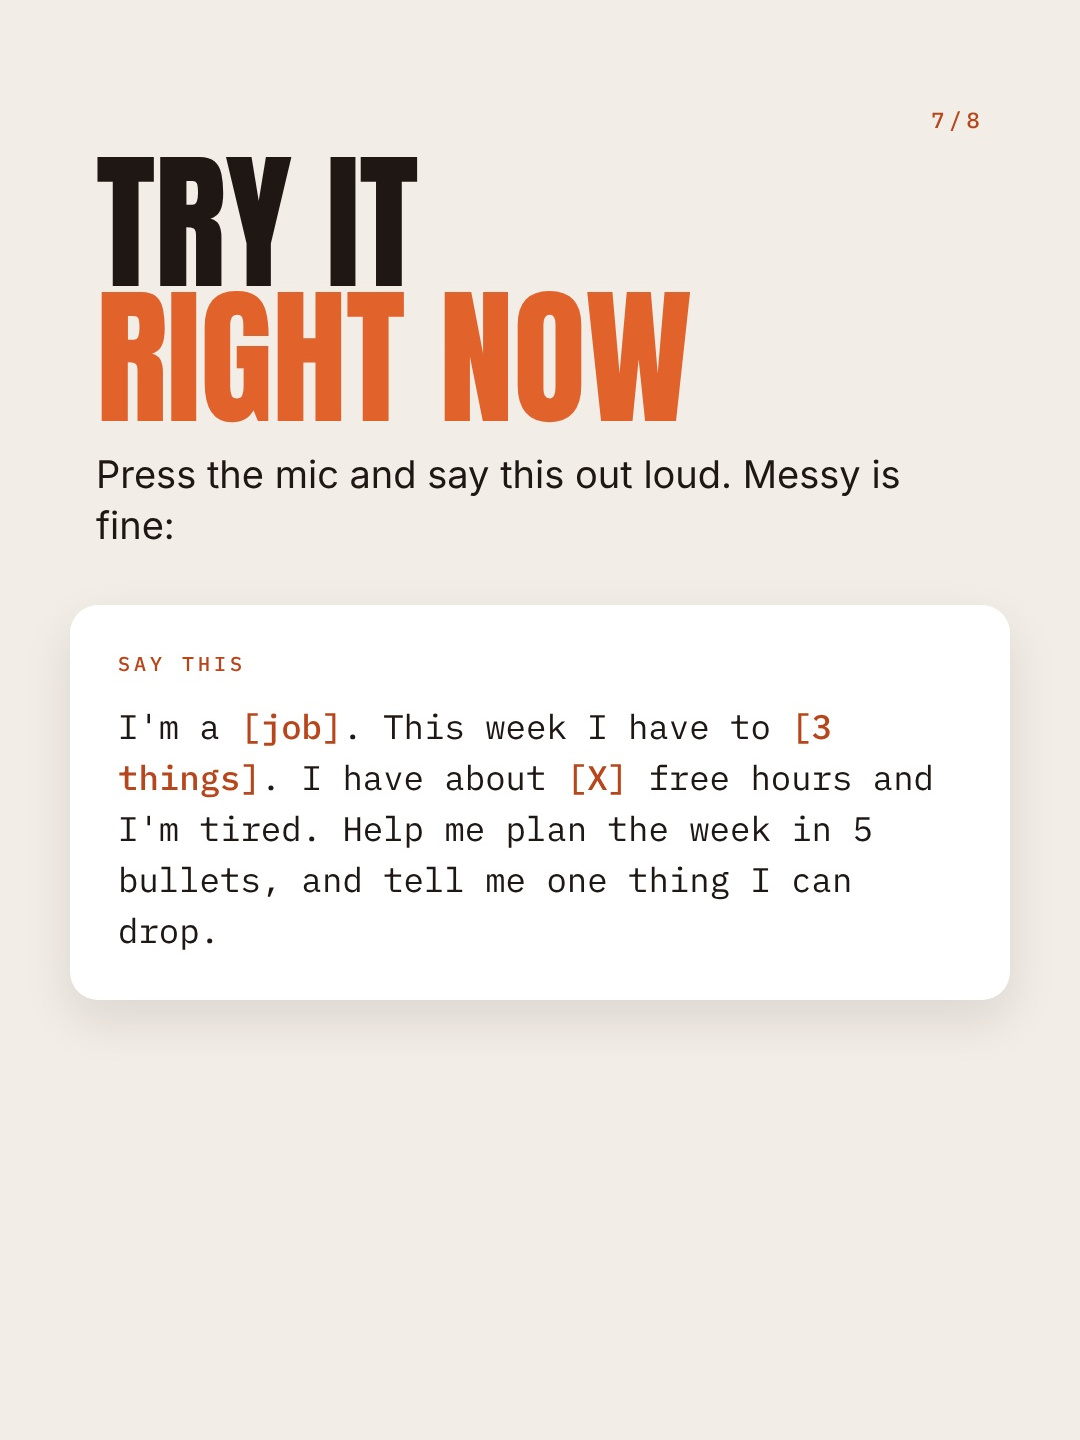 7/8
TRY IT
RIGHT NOW
Press the mic and say this out loud. Messy is
fine:
SAY THIS
I'm a [job]. This week I have to [3
things]. I have about [X] free hours and
I'm tired. Help me plan the week in 5
bullets, and tell me one thing I can
drop.